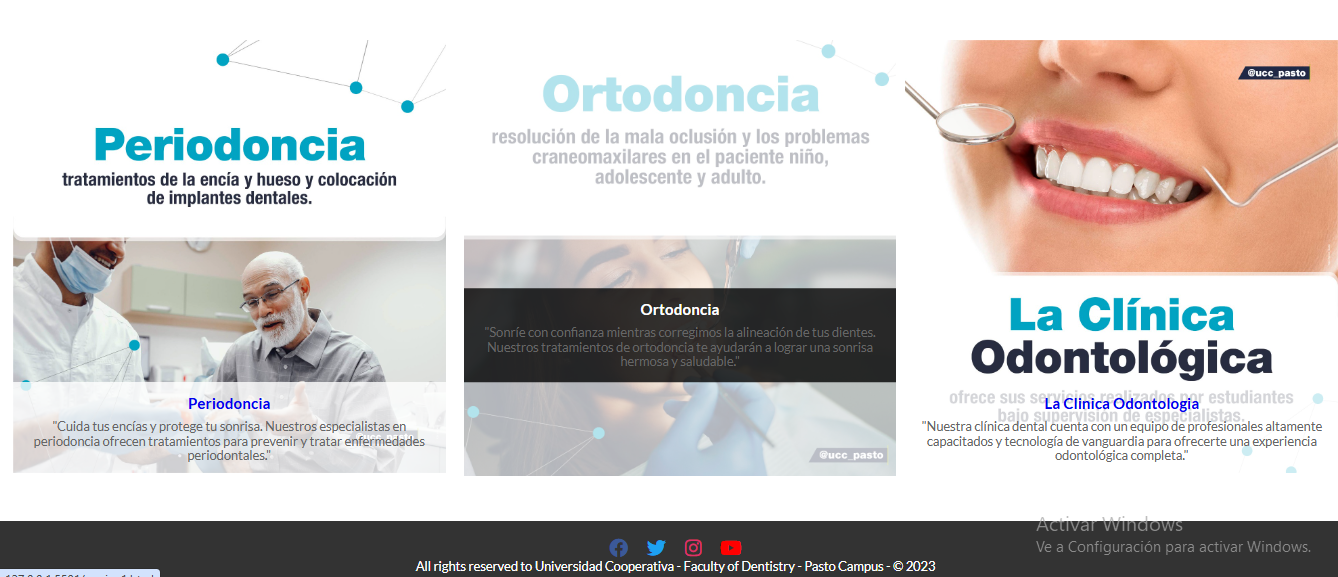 Periodoncia
tratamientos de la encía y hueso y colocación
de implantes dentales.
Periodoncia
"Cuida tus encías y protege tu sonrisa. Nuestros especialistas en
periodoncia ofrecen tratamientos para prevenir y tratar enfermedades
periodontales."
Ortodoncia
resolución de la mala oclusión y los problemas
craneomaxilares en el paciente niño,
adolescente y adulto.
Ortodoncia
"Sonríe con confianza mientras corregimos la alineación de tus dientes.
Nuestros tratamientos de ortodoncia te ayudarán a lograr una sonrisa
hermosa y saludable."
@ucc_pasto
@ucc_pasto
La Clínica
Odontológica
ofrece sus servicios realizados por estudiantes
bajo supervisión de especialistas.
La Clinica Odontologia
"Nuestra clínica dental cuenta con un equipo de profesionales altamente
capacitados y tecnología de vanguardia para ofrecerte una experiencia
odontológica completa."
Activar Windows
Ve a Configuración para activar Windows.
All rights reserved to Universidad Cooperativa - Faculty of Dentistry - Pasto Campus - © 2023